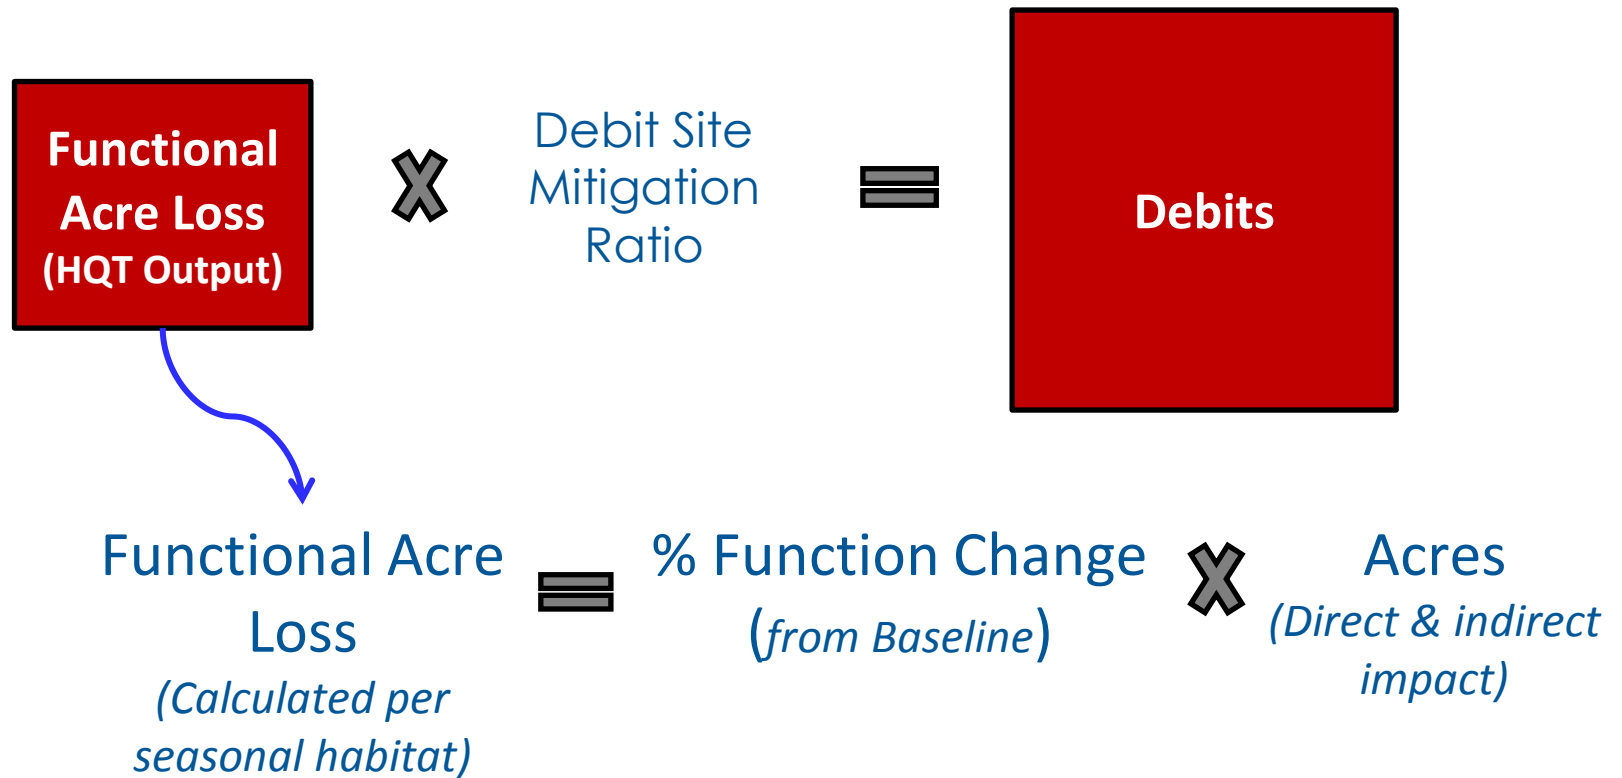 Functional
Acre Loss
(HQT Output)
Debit Site
Mitigation
Ratio
Debits
Functional Acre
Loss
(Calculated per
seasonal habitat)
% Function Change
(from Baseline)
Acres
(Direct & indirect
impact)